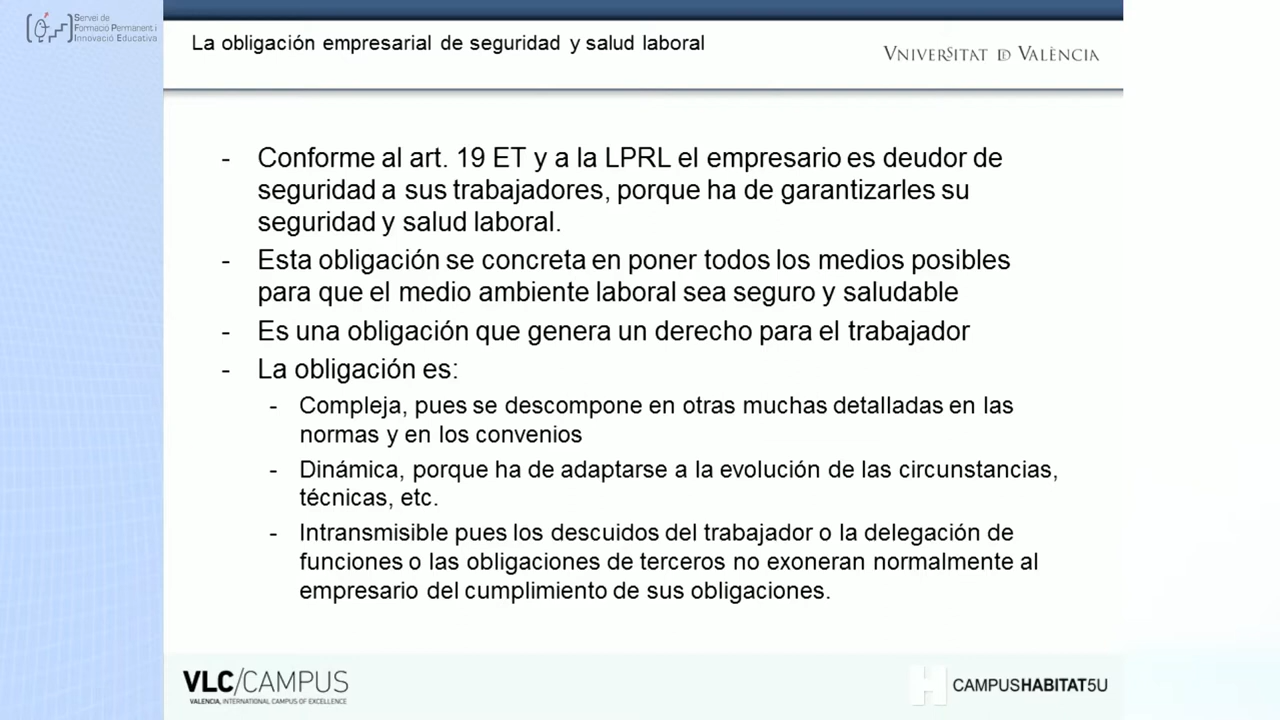 Servei de
Formació Permanent i
Innovació Educativa
La obligación empresarial de seguridad y salud laboral
VNIVERSITAT DE VALÈNCIA
- Conforme al art. 19 ET y a la LPRL el empresario es deudor de
seguridad a sus trabajadores, porque ha de garantizarles su
seguridad y salud laboral.
- Esta obligación se concreta en poner todos los medios posibles
para que el medio ambiente laboral sea seguro y saludable
- Es una obligación que genera un derecho para el trabajador
- La obligación es:
- Compleja, pues se descompone en otras muchas detalladas en las
normas y en los convenios
- Dinámica, porque ha de adaptarse a la evolución de las circunstancias,
técnicas, etc.
- Intransmisible pues los descuidos del trabajador o la delegación de
funciones o las obligaciones de terceros no exoneran normalmente al
empresario del cumplimiento de sus obligaciones.
VLC/CAMPUS
VALENCIA, INTERNATIONAL CAMPUS OF EXCELLENCE
H CAMPUSHABITAT5U